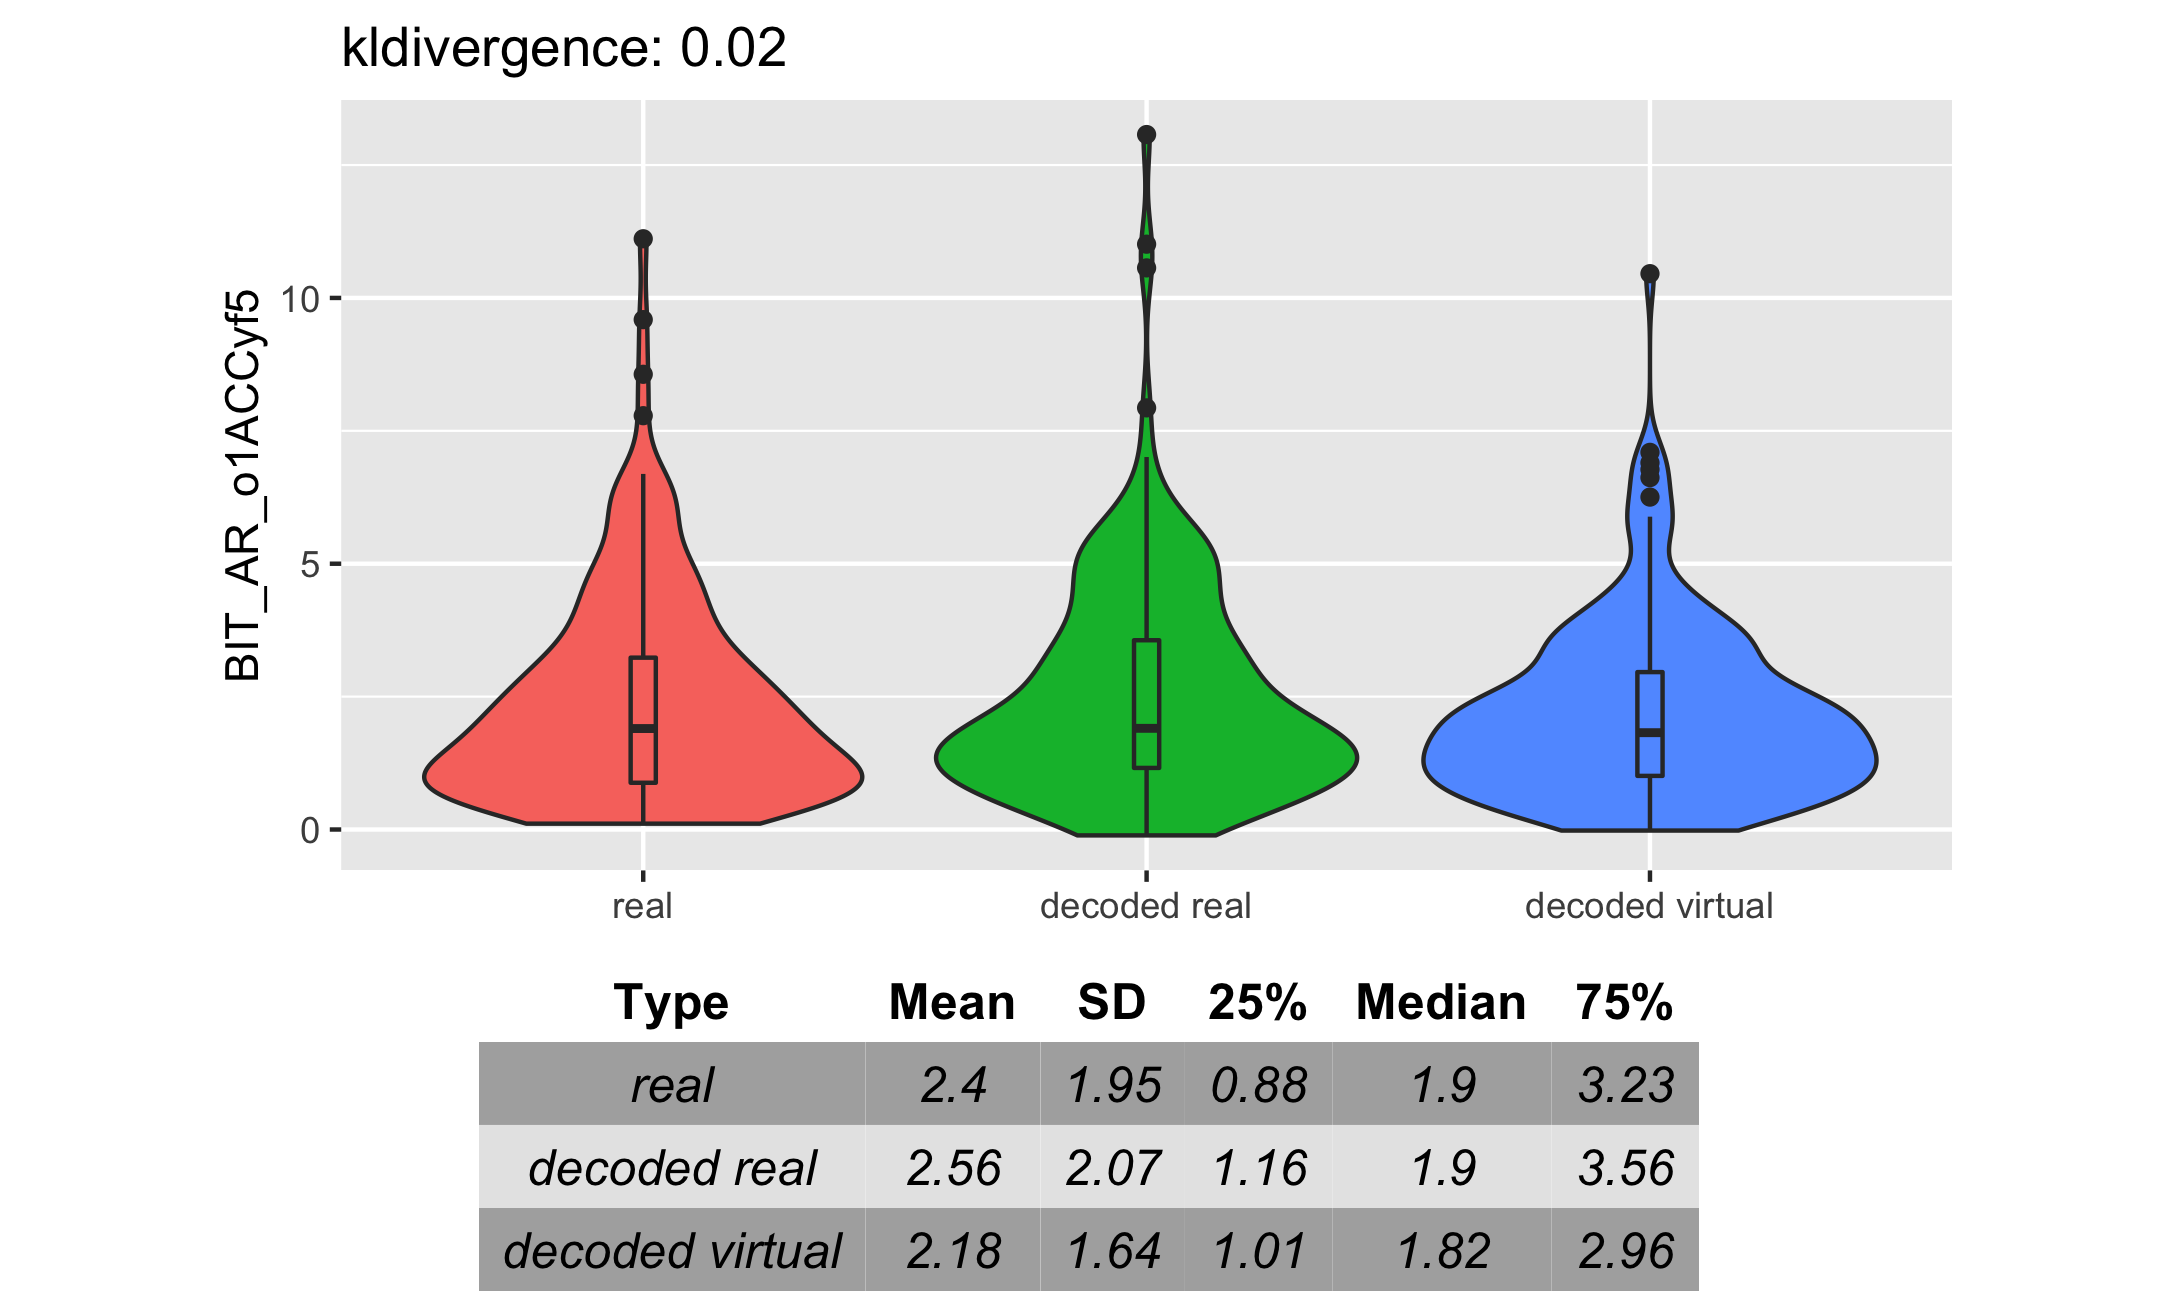 kldivergence: 0.02
BIT_AR_o1ACCyf5
10
5
0
real decoded real decoded virtual
Type Mean SD 25% Median 75%
real 2.4 1.95 0.88 1.9 3.23
decoded real 2.56 2.07 1.16 1.9 3.56
decoded virtual 2.18 1.64 1.01 1.82 2.96